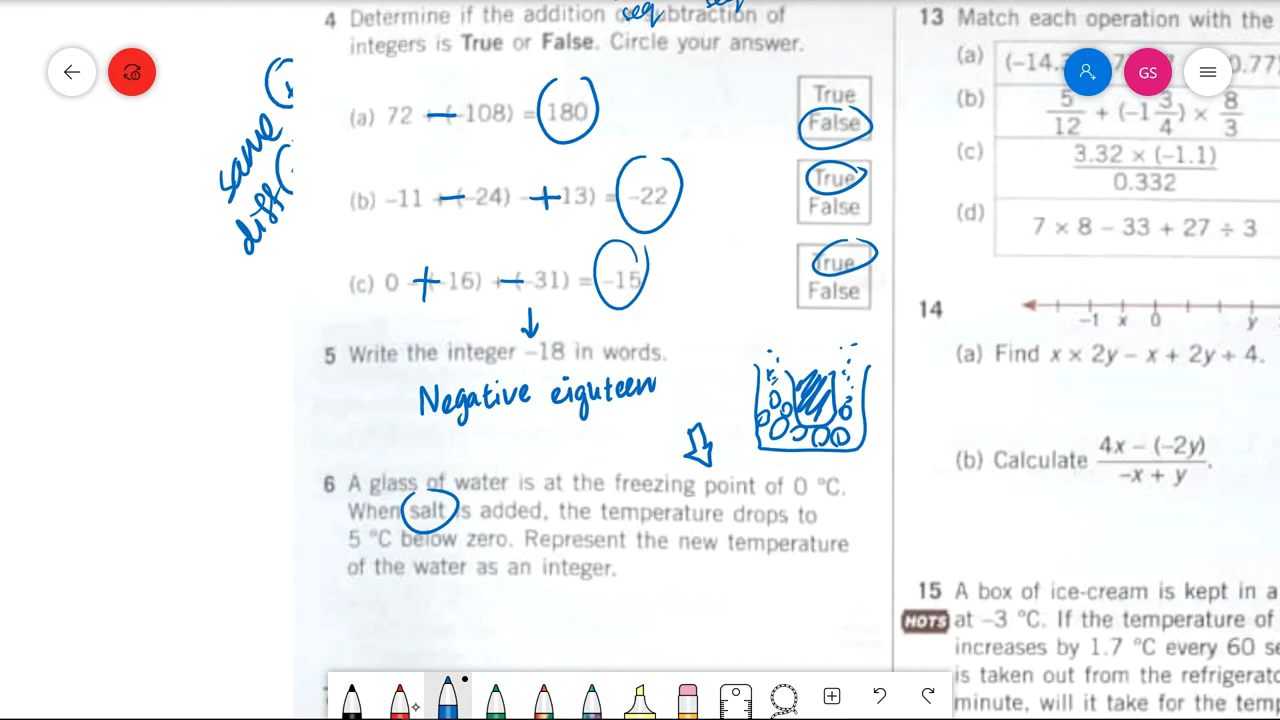 4 Determine if the addition subtraction of
integers is True or False. Circle your answer.
same
diff
(a) 72 — (-108) = 180
True
False
(b) -11 — (-24) + 13) = -22
True
False
(c) 0 + -16) — (-31) = -15
True
False
5 Write the integer -18 in words.
Negative eighteen
6 A glass of water is at the freezing point of 0 °C.
When salt is added, the temperature drops to
5 °C below zero. Represent the new temperature
of the water as an integer.
13 Match each operation with the
(a) (-14. 0.77)
(b) 5/12 + (-1 3/4) × 8/3
(c) 3.32 × (-1.1) / 0.332
(d) 7 × 8 - 33 + 27 ÷ 3
14
-1 x 0 y
(a) Find x × 2y - x + 2y + 4.
(b) Calculate 4x - (-2y) / -x + y.
15 A box of ice-cream is kept in a
HOTS at -3 °C. If the temperature of
increases by 1.7 °C every 60
is taken out from the
minute, will it take for the
GS